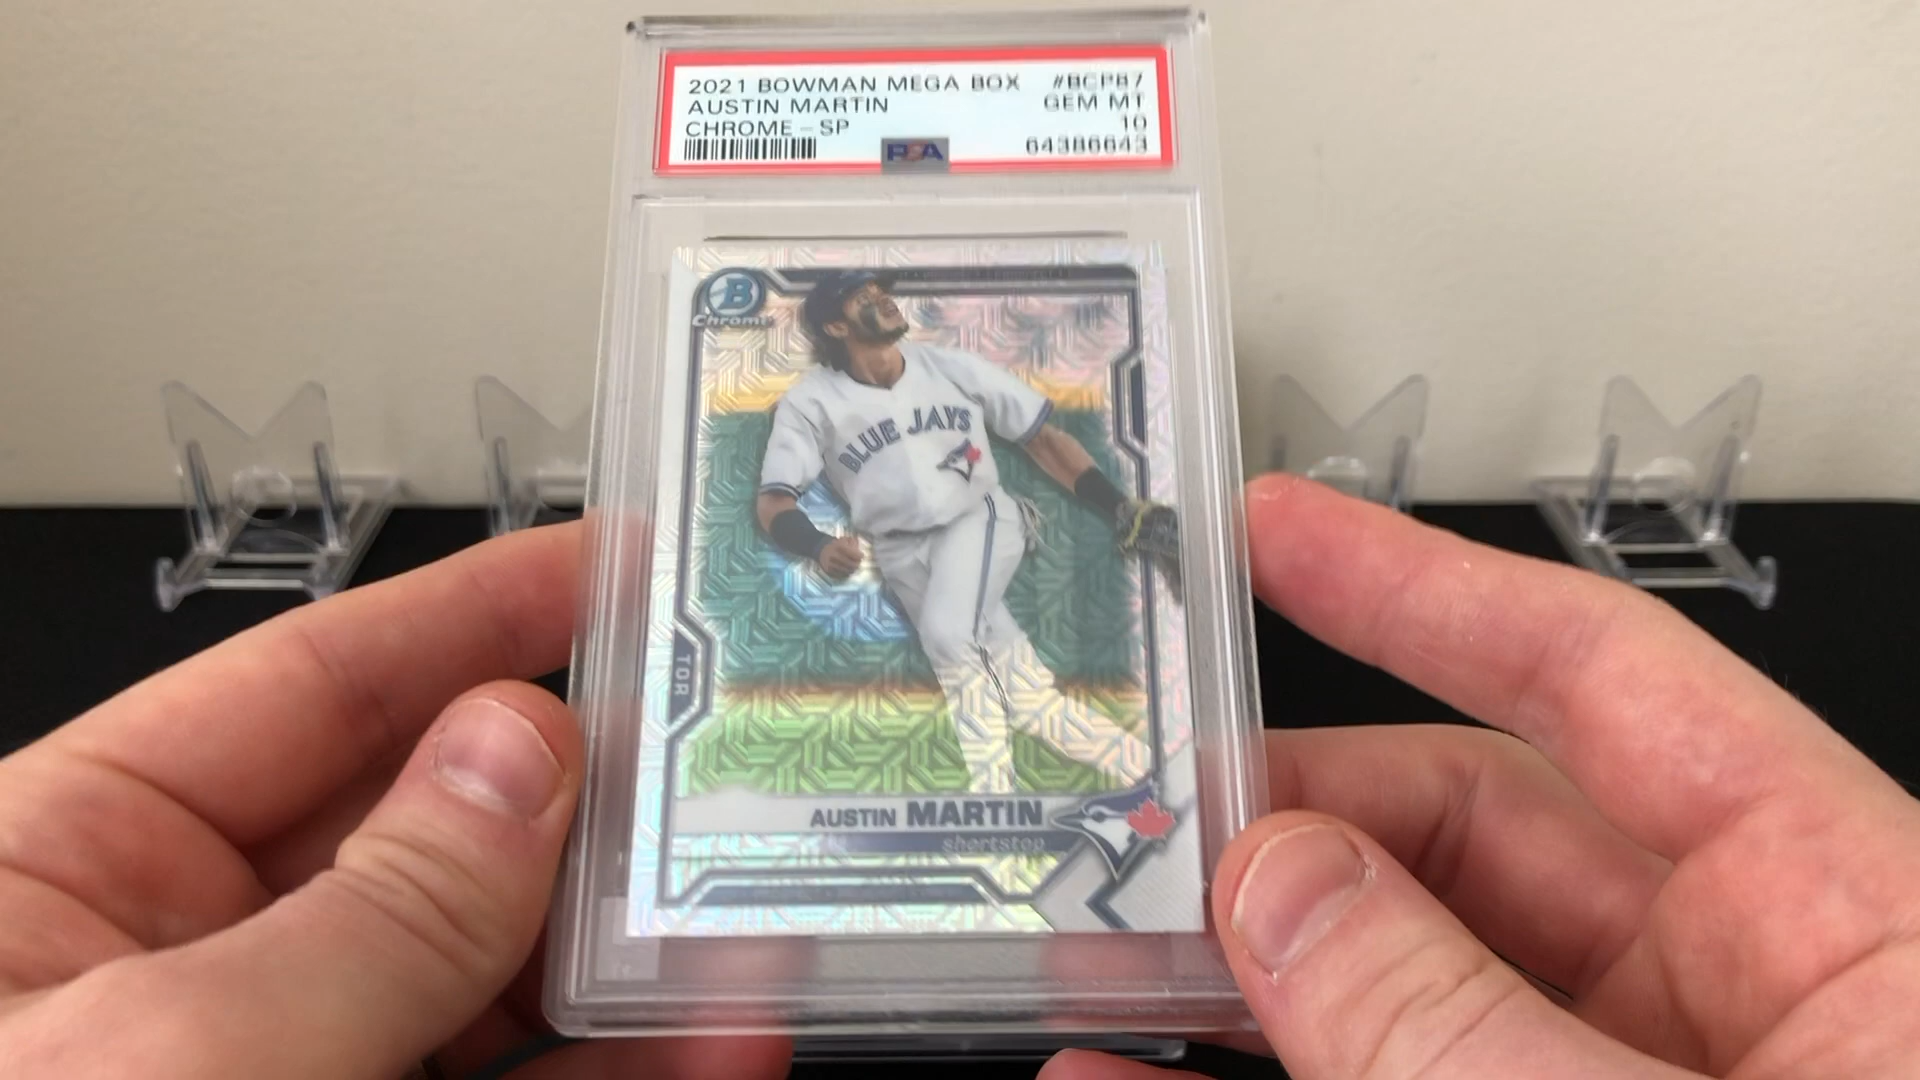 2021 BOWMAN MEGA BOX #BCP87
AUSTIN MARTIN GEM MT
CHROME - SP 10
PSA 64386643
B
Chrome
BLUE JAYS
TOR
AUSTIN MARTIN
shortstop